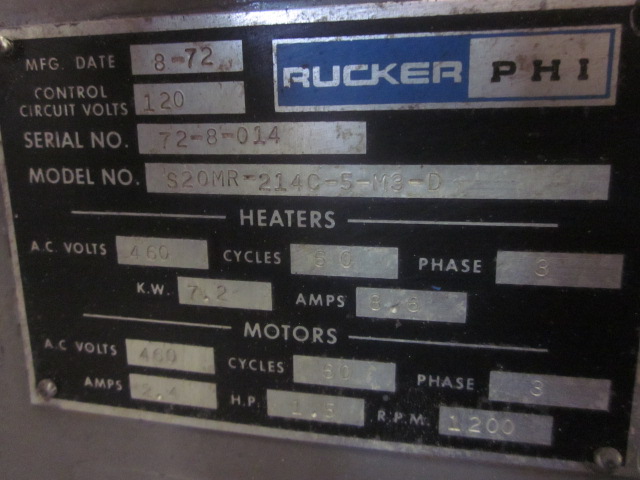 MFG. DATE 8-72 RUCKER PHI
CONTROL
CIRCUIT VOLTS 120
SERIAL NO. 72-8-014
MODEL NO. S20MR-214C-5-M3-D
HEATERS
A.C. VOLTS 460 CYCLES 60 PHASE 3
K.W. 7.2 AMPS
MOTORS
A.C VOLTS 460 CYCLES 60 PHASE 3
AMPS 2.4 H.P. R.P.M. 1200